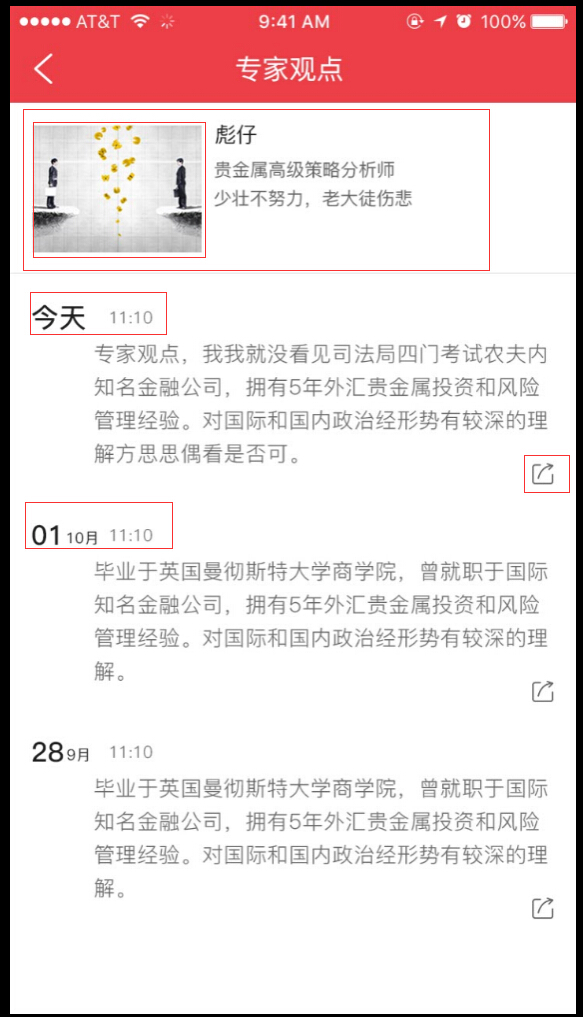 AT&T 9:41 AM 100%
专家观点
彪仔
贵金属高级策略分析师
少壮不努力，老大徒伤悲
今天 11:10
专家观点，我我就没看见司法局四门考试农夫内
知名金融公司，拥有5年外汇贵金属投资和风险
管理经验。对国际和国内政治经形势有较深的理
解方思思偶看是否可。
01 10月 11:10
毕业于英国曼彻斯特大学商学院，曾就职于国际
知名金融公司，拥有5年外汇贵金属投资和风险
管理经验。对国际和国内政治经形势有较深的理
解。
28 9月 11:10
毕业于英国曼彻斯特大学商学院，曾就职于国际
知名金融公司，拥有5年外汇贵金属投资和风险
管理经验。对国际和国内政治经形势有较深的理
解。